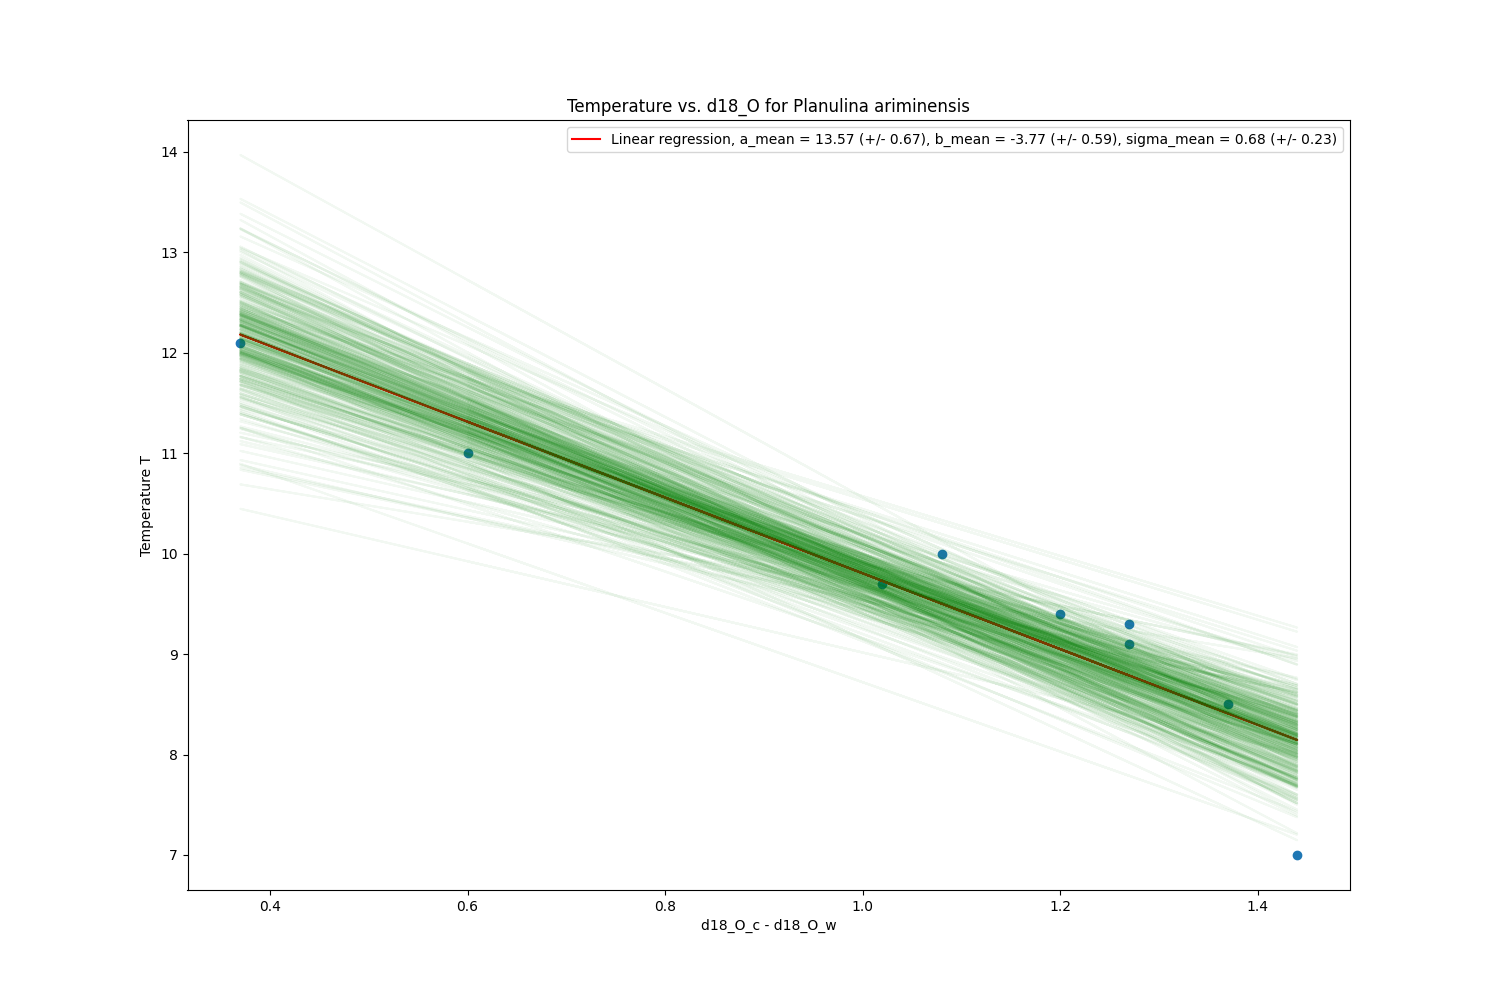 Temperature vs. d18_O for Planulina ariminensis
Linear regression, a_mean = 13.57 (+/- 0.67), b_mean = -3.77 (+/- 0.59), sigma_mean = 0.68 (+/- 0.23)
14
13
12
11
10
9
8
7
Temperature T
0.4 0.6 0.8 1.0 1.2 1.4
d18_O_c - d18_O_w